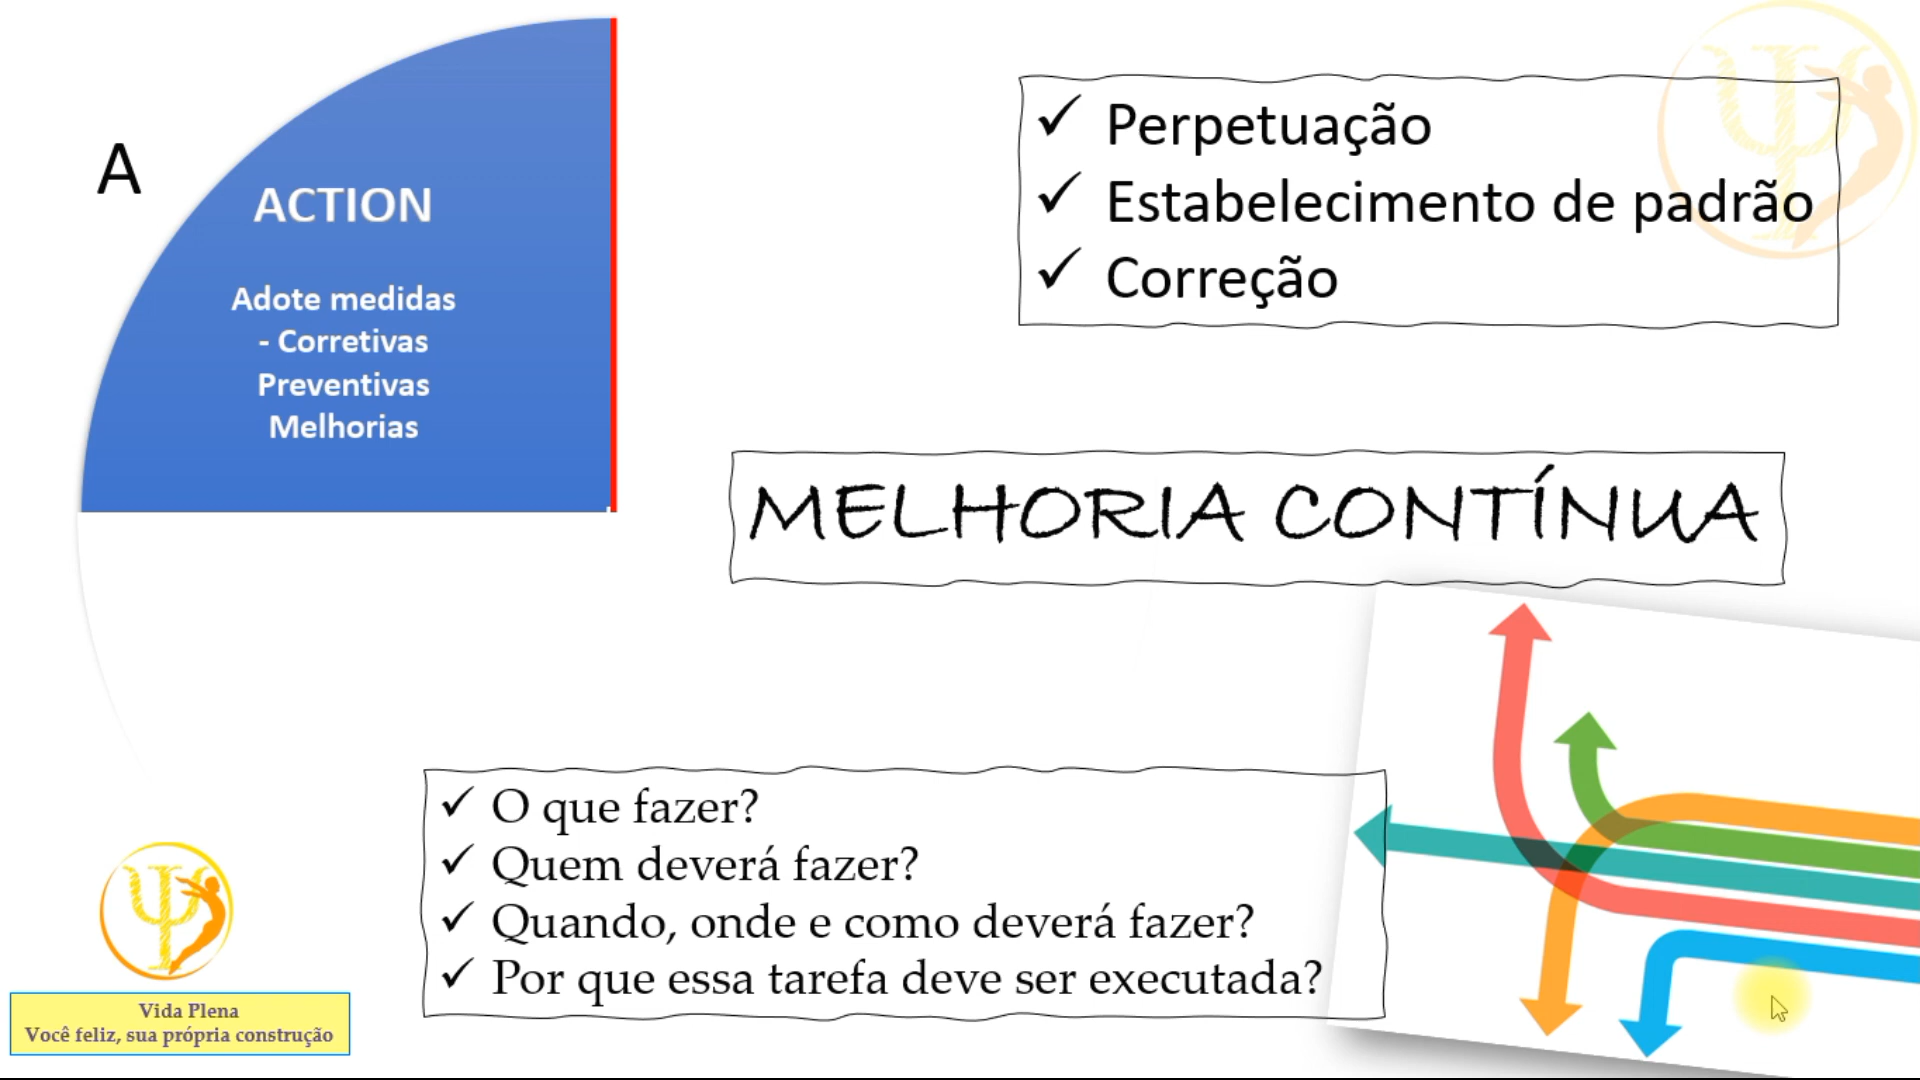 A
ACTION
Adote medidas
- Corretivas
Preventivas
Melhorias
✓ Perpetuação
✓ Estabelecimento de padrão
✓ Correção
MELHORIA CONTÍNUA
✓ O que fazer?
✓ Quem deverá fazer?
✓ Quando, onde e como deverá fazer?
✓ Por que essa tarefa deve ser executada?
Vida Plena
Você feliz, sua própria construção